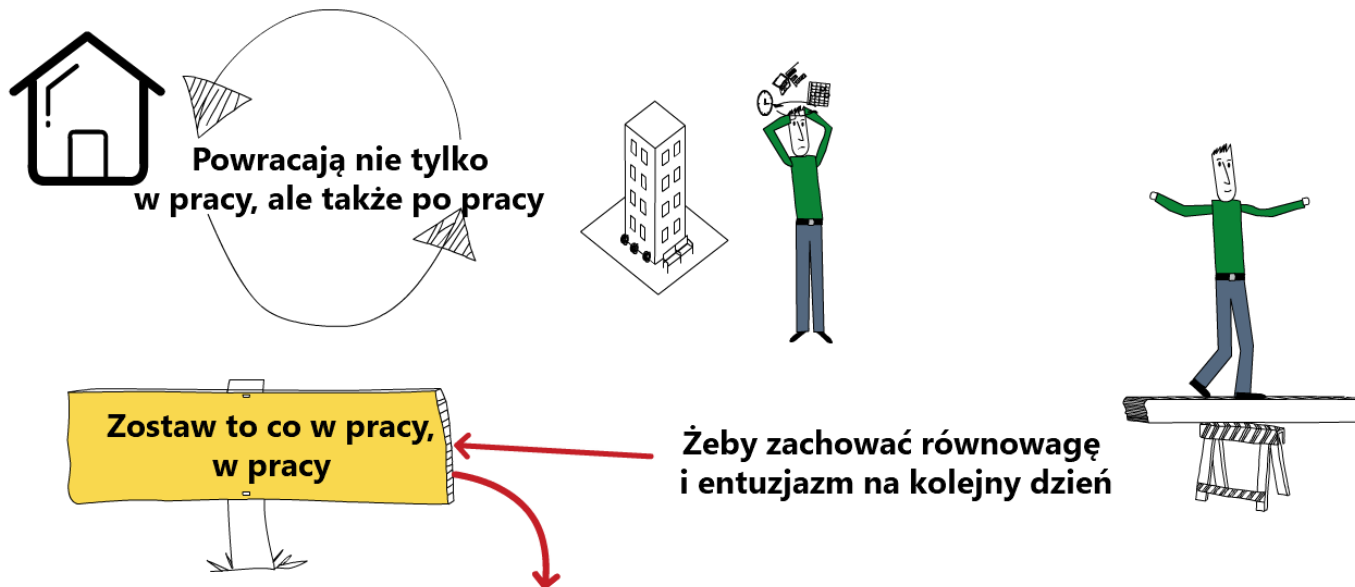 Powracają nie tylko
w pracy, ale także po pracy
Zostaw to co w pracy,
w pracy
Żeby zachować równowagę
i entuzjazm na kolejny dzień